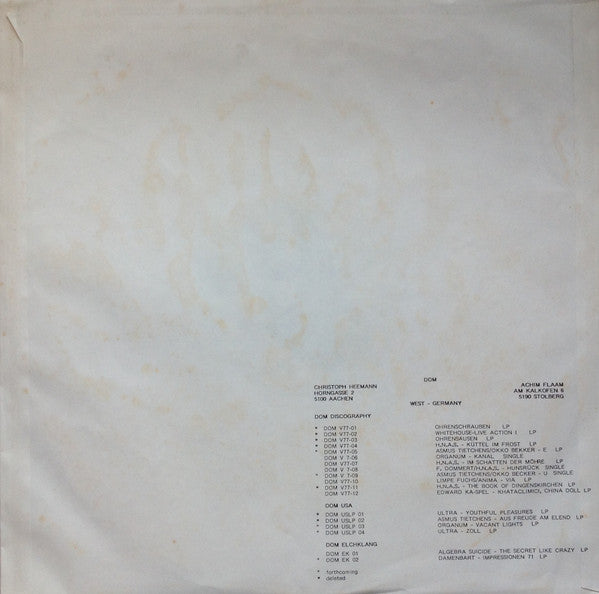 DOM
CHRISTOPH HEEMANN ACHIM FLAAM
HORNGASSE 2 AM KALKOFEN 6
5100 AACHEN 5190 STOLBERG
WEST - GERMANY
DOM DISCOGRAPHY
* DOM V77-01 OHRENSCHRAUBEN LP
* DOM V77-02 WHITEHOUSE-LIVE ACTION 1 LP
* DOM V77-03 OHRENSAUSEN LP
* DOM V77-04 H.N.A.S. - KÜTTEL IM FROST LP
DOM V77-05 ASMUS TIETCHENS/OKKO BEKKER - E LP
DOM V 7-06 ORGANUM - KANAL SINGLE
DOM V77-07 H.N.A.S. - IM SCHATTEN DER MÖHRE LP
DOM V 7-08 F. DOMMERT/H.N.A.S. - HUNSRÜCK SINGLE
DOM V 7-09 ASMUS TIETCHENS/OKKO BECKER - U SINGLE
DOM V77-10 LIMPE FUCHS/ANIMA - VIA LP
* DOM V77-11 H.N.A.S. - THE BOOK OF DINGENSKIRCHEN LP
DOM V77-12 EDWARD KA-SPEL - KHATACLIMICI, CHINA DOLL LP
DOM USA
* DOM USLP 01 ULTRA - YOUTHFUL PLEASURES LP
* DOM USLP 02 ASMUS TIETCHENS - AUS FREUDE AM ELEND LP
* DOM USLP 03 ORGANUM - VACANT LIGHTS LP
° DOM USLP 04 ULTRA - ZOLL LP
DOM ELCHKLANG
* DOM EK 01 ALGEBRA SUICIDE - THE SECRET LIKE CRAZY LP
° DOM EK 02 DAMENBART - IMPRESSIONEN 71 LP
° forthcoming
* deleted